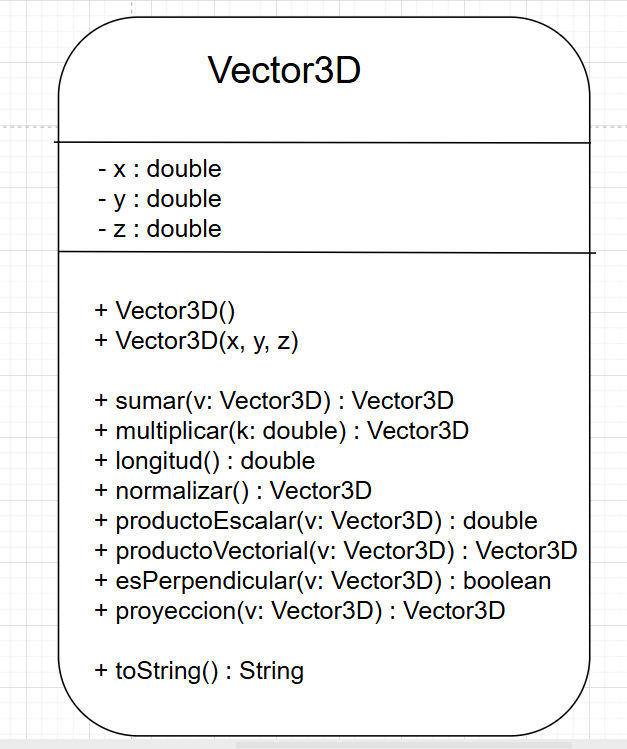 Vector3D
- x : double
- y : double
- z : double
+ Vector3D()
+ Vector3D(x, y, z)
+ sumar(v: Vector3D) : Vector3D
+ multiplicar(k: double) : Vector3D
+ longitud() : double
+ normalizar() : Vector3D
+ productoEscalar(v: Vector3D) : double
+ productoVectorial(v: Vector3D) : Vector3D
+ esPerpendicular(v: Vector3D) : boolean
+ proyeccion(v: Vector3D) : Vector3D
+ toString() : String